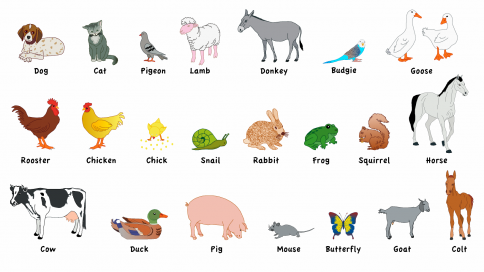 Dog Cat Pigeon Lamb Donkey Budgie Goose
Rooster Chicken Chick Snail Rabbit Frog Squirrel Horse
Cow Duck Pig Mouse Butterfly Goat Colt